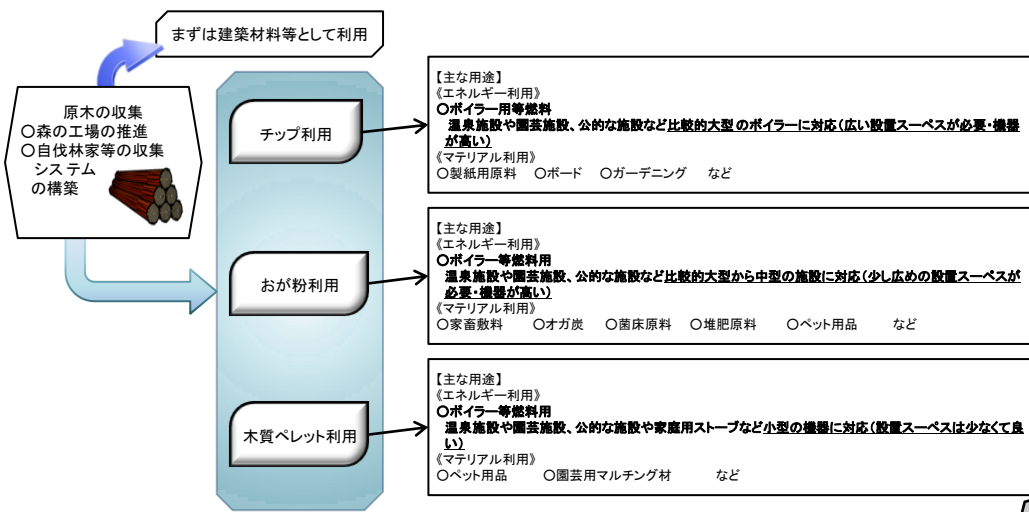 まずは建築材料等として利用
原木の収集
○森の工場の推進
○自伐林家等の収集
システム
の構築
チップ利用
【主な用途】
《エネルギー利用》
○ボイラー用等燃料
温泉施設や園芸施設、公的な施設など比較的大型のボイラーに対応(広い設置スーペスが必要・機器
が高い)
《マテリアル利用》
○製紙用原料 ○ボード ○ガーデニング など
おが粉利用
【主な用途】
《エネルギー利用》
○ボイラー等燃料用
温泉施設や園芸施設、公的な施設など比較的大型から中型の施設に対応(少し広めの設置スーペスが
必要・機器が高い)
《マテリアル利用》
○家畜敷料 ○オガ炭 ○菌床原料 ○堆肥原料 ○ペット用品 など
木質ペレット利用
【主な用途】
《エネルギー利用》
○ボイラー等燃料用
温泉施設や園芸施設、公的な施設や家庭用ストーブなど小型の機器に対応(設置スーペスは少なくて良
い)
《マテリアル利用》
○ペット用品 ○園芸用マルチング材 など